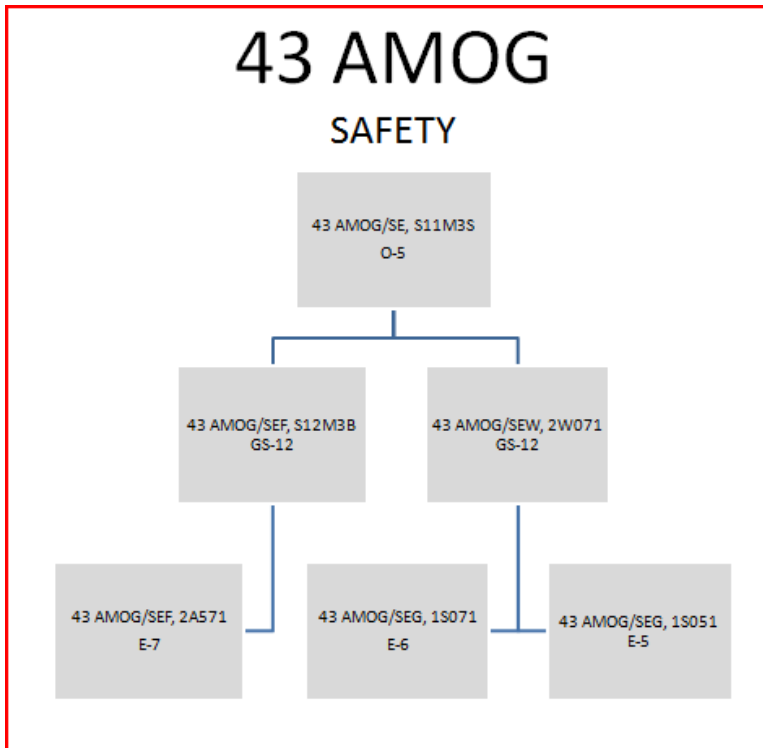 43 AMOG
SAFETY
43 AMOG/SE, S11M3S
O-5
43 AMOG/SEF, S12M3B
GS-12
43 AMOG/SEW, 2W071
GS-12
43 AMOG/SEF, 2A571
E-7
43 AMOG/SEG, 1S071
E-6
43 AMOG/SEG, 1S051
E-5